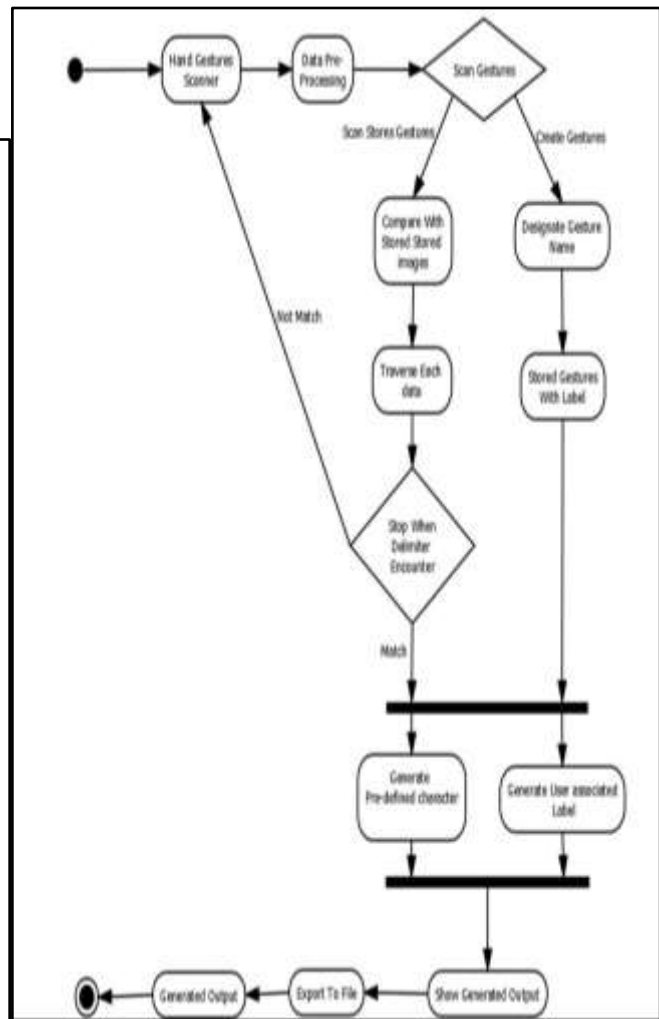 Hand Gestures
Scanner
Data Pre-
Processing
Scan Gestures
Scan Stores Gestures
Create Gestures
Compare With
Stored Stored
images
Designate Gesture
Name
Not Match
Traverse Each
data
Stored Gestures
With Label
Stop When
Delimiter
Encounter
Match
Generate
Pre-defined character
Generate User associated
Label
Generated Output
Export To File
Show Generated Output